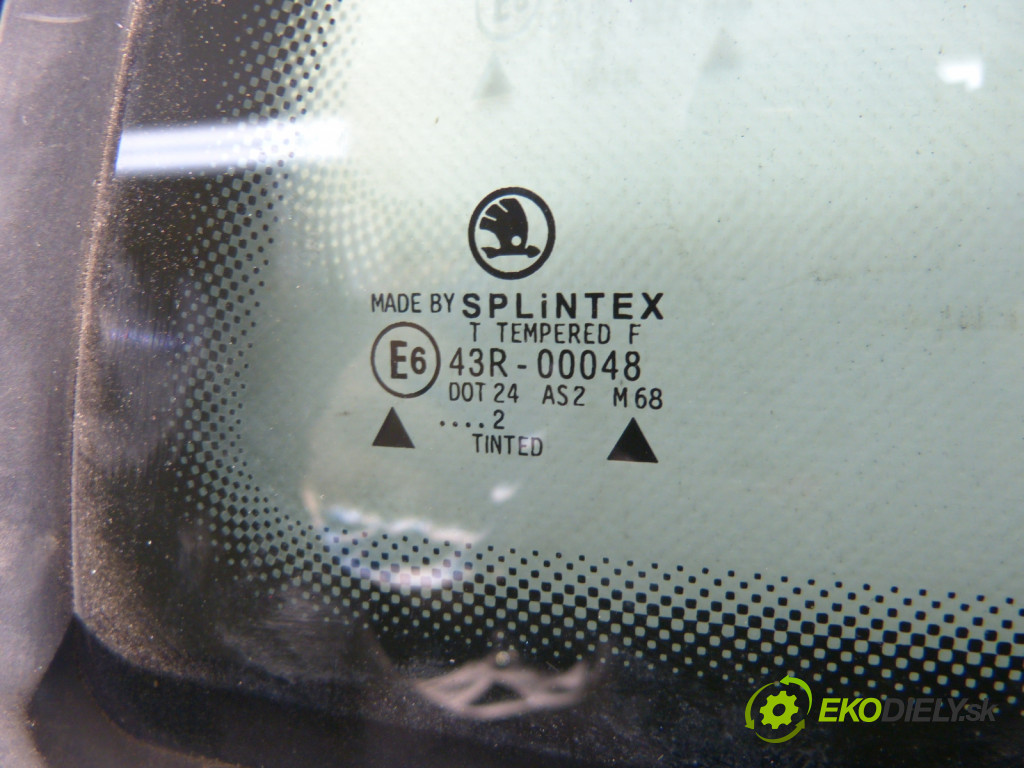 MADE BY SPLiNTEX
T TEMPERED F
E6 43R-00048
DOT 24 AS2 M68
....2
TINTED
EKODIELY.sk